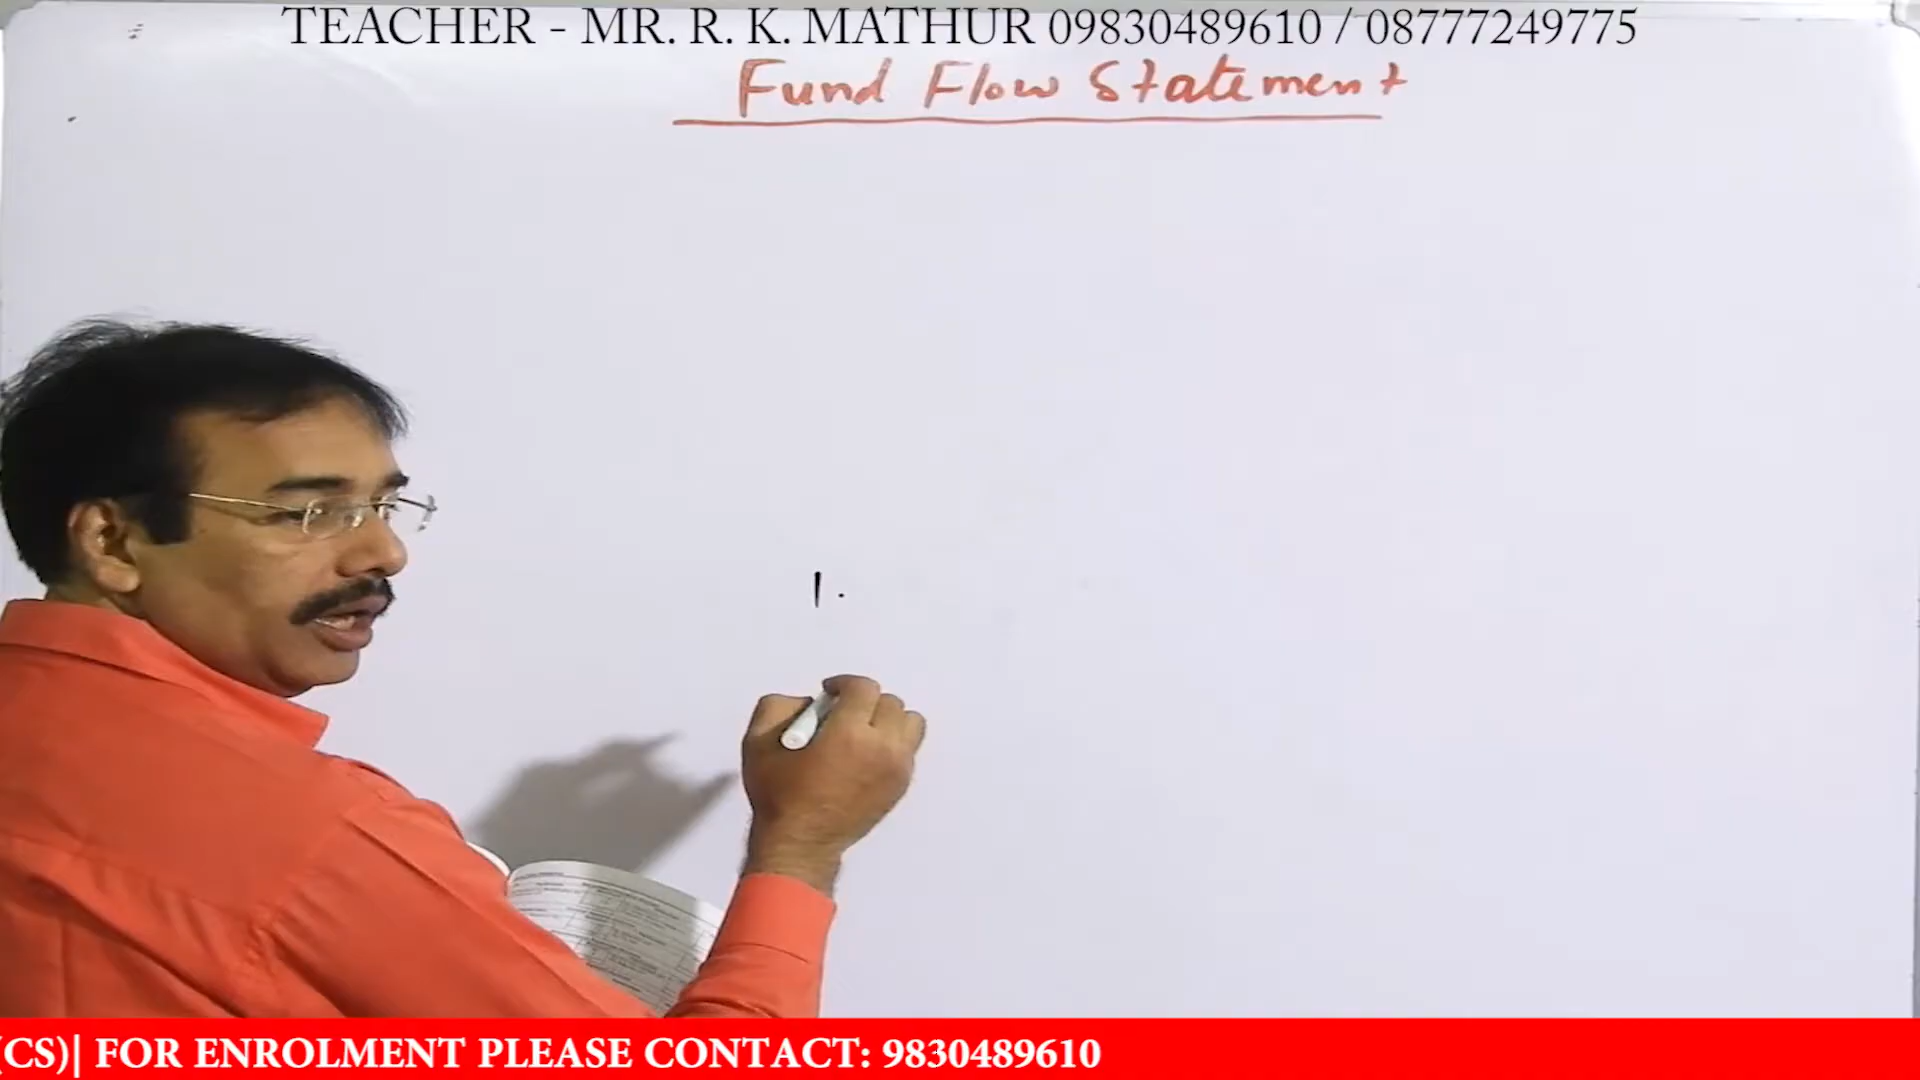 TEACHER - MR. R. K. MATHUR 09830489610 / 08777249775
Fund Flow Statement
1.
(CS)| FOR ENROLMENT PLEASE CONTACT: 9830489610